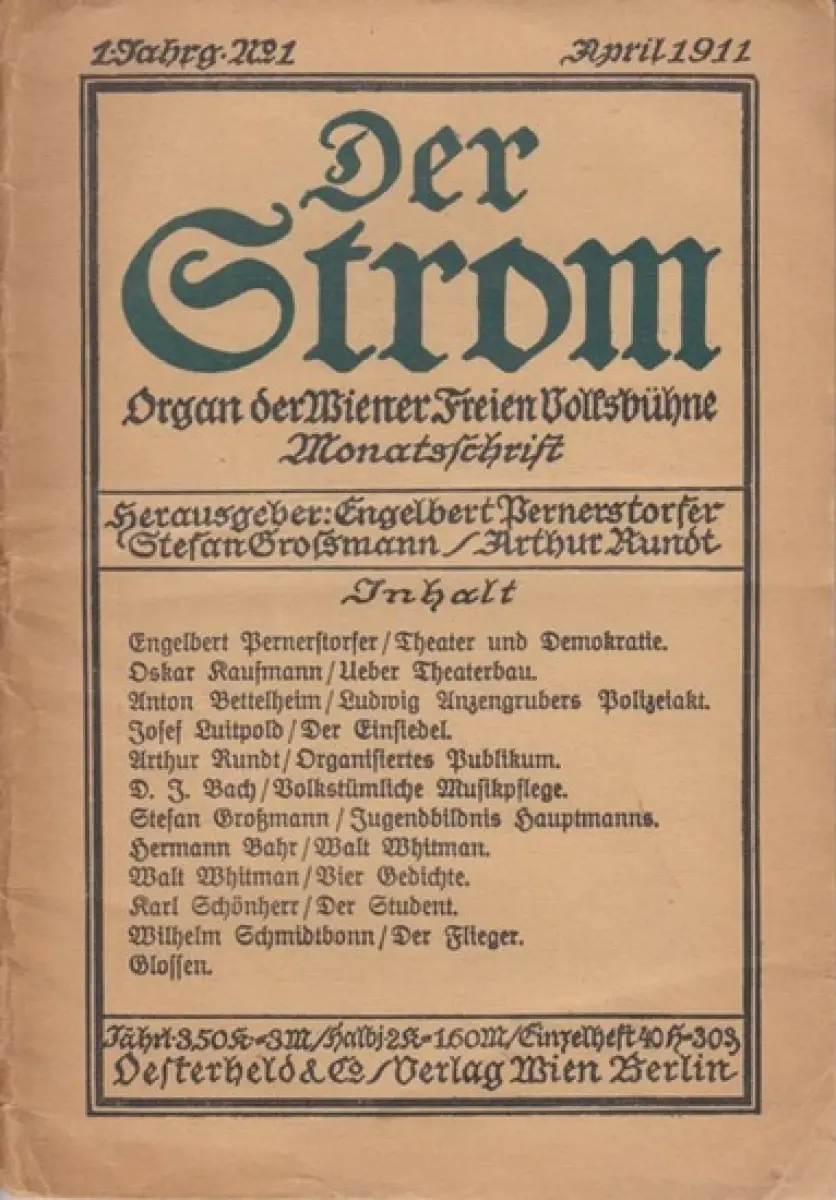 1. Jahrg. No 1
April 1911
Der
Strom
Organ der Wiener Freien Volksbühne
Monatsschrift
Herausgeber: Engelbert Pernerstorfer
Stefan Grossmann / Arthur Rundt
Inhalt
Engelbert Pernerstorfer / Theater und Demokratie.
Oskar Kaufmann / Ueber Theaterbau.
Anton Bettelheim / Ludwig Anzengrubers Polizeiakt.
Josef Luitpold / Der Einsiedel.
Arthur Rundt / Organisiertes Publikum.
D. J. Bach / Volkstümliche Musikpflege.
Stefan Großmann / Jugendbildnis Hauptmanns.
Hermann Bahr / Walt Whitman.
Walt Whitman / Vier Gedichte.
Karl Schönherr / Der Student.
Wilhelm Schmidtbonn / Der Flieger.
Glossen.
Jährl. 3,50 K = 3 M / Halbj. 2 K = 1.60 M / Einzelheft 40 H = 30 ₰
Oesterheld & Co / Verlag Wien Berlin